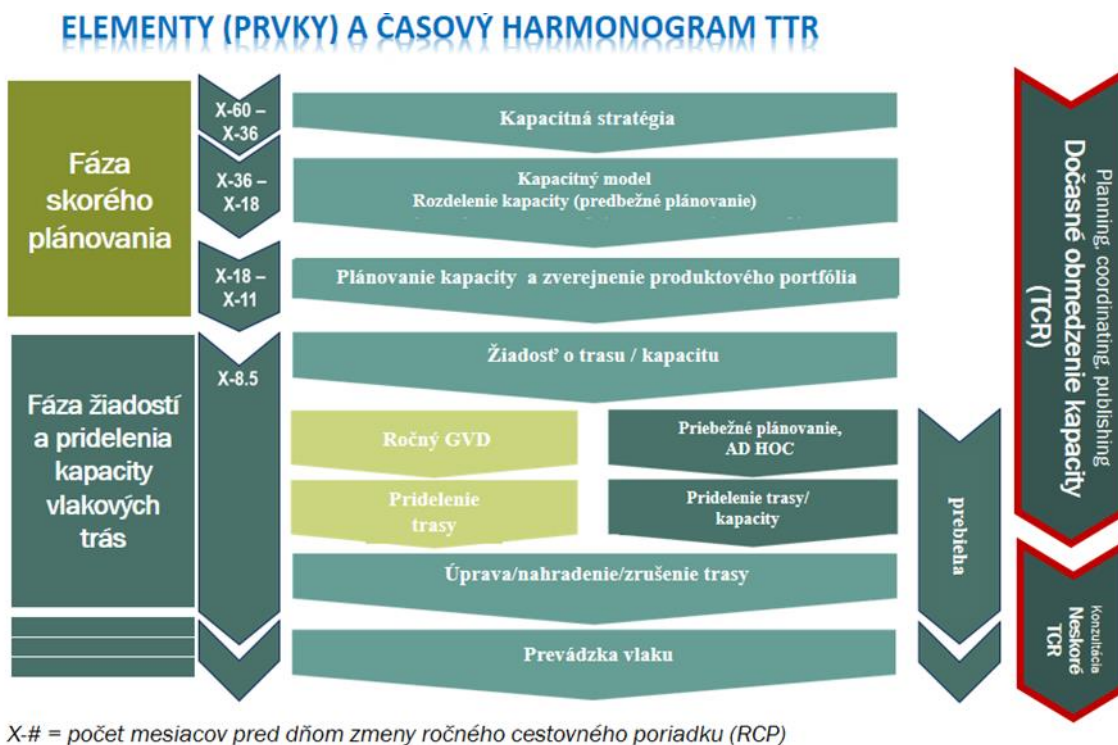 ELEMENTY (PRVKY) A ČASOVÝ HARMONOGRAM TTR
Fáza
skorého
plánovania
X-60 –
X-36
Kapacitná stratégia
X-36 –
X-18
Kapacitný model
Rozdelenie kapacity (predbežné plánovanie)
X-18 –
X-11
Plánovanie kapacity a zverejnenie produktového portfólia
Fáza žiadostí
a pridelenia
kapacity
vlakových
trás
X-8.5
Žiadosť o trasu / kapacitu
Ročný GVD
Priebežné plánovanie,
AD HOC
Pridelenie
trasy
Pridelenie trasy/
kapacity
Úprava/nahradenie/zrušenie trasy
Prevádzka vlaku
prebieha
Planning, coordinating, publishing
Dočasné obmedzenie kapacity
(TCR)
Konzultácia
Neskoré
TCR
X-# = počet mesiacov pred dňom zmeny ročného cestovného poriadku (RCP)